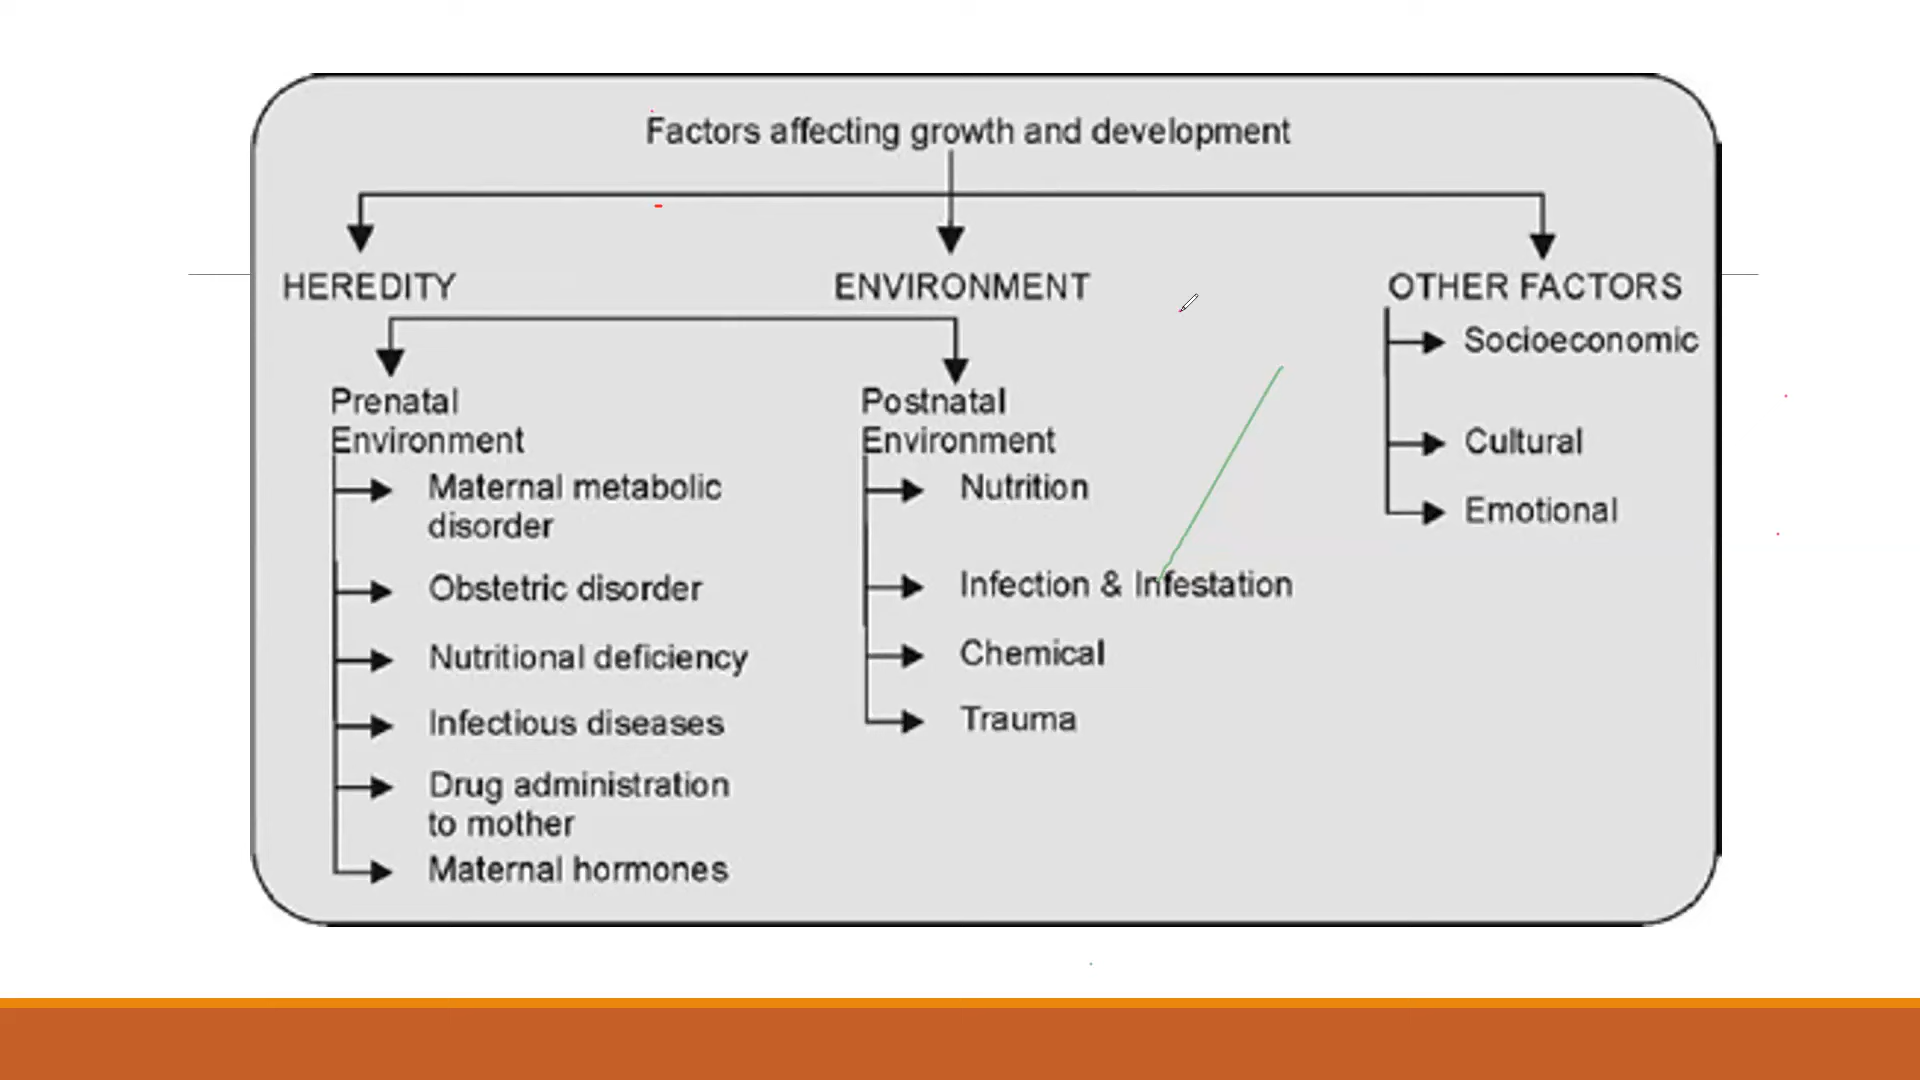 Factors affecting growth and development
HEREDITY
ENVIRONMENT
OTHER FACTORS
Prenatal
Environment
Maternal metabolic
disorder
Obstetric disorder
Nutritional deficiency
Infectious diseases
Drug administration
to mother
Maternal hormones
Postnatal
Environment
Nutrition
Infection & Infestation
Chemical
Trauma
Socioeconomic
Cultural
Emotional